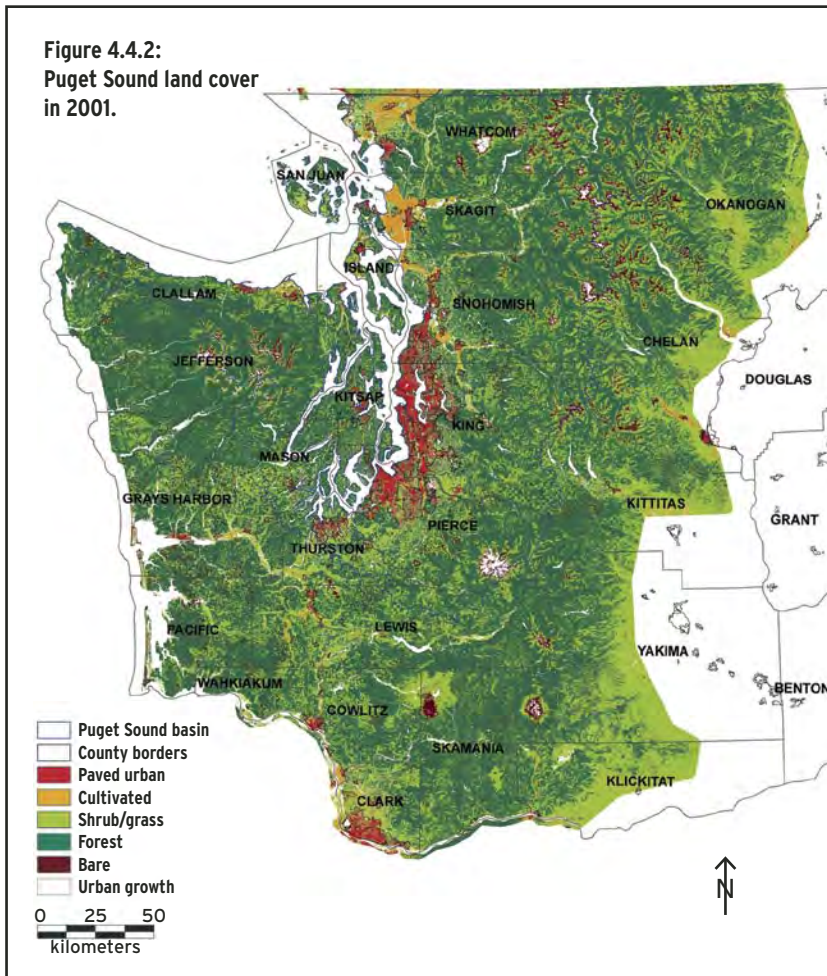 Figure 4.4.2:
Puget Sound land cover
in 2001.
WHATCOM
SAN JUAN
OKANOGAN
SKAGIT
ISLAND
CLALLAM
SNOHOMISH
CHELAN
JEFFERSON
DOUGLAS
KITSAP
KING
MASON
GRAYS HARBOR
KITTITAS
GRANT
PIERCE
THURSTON
PACIFIC
LEWIS
YAKIMA
WAHKIAKUM
BENTON
COWLITZ
SKAMANIA
KLICKITAT
CLARK
Puget Sound basin
County borders
Paved urban
Cultivated
Shrub/grass
Forest
Bare
Urban growth
0 25 50
kilometers
N